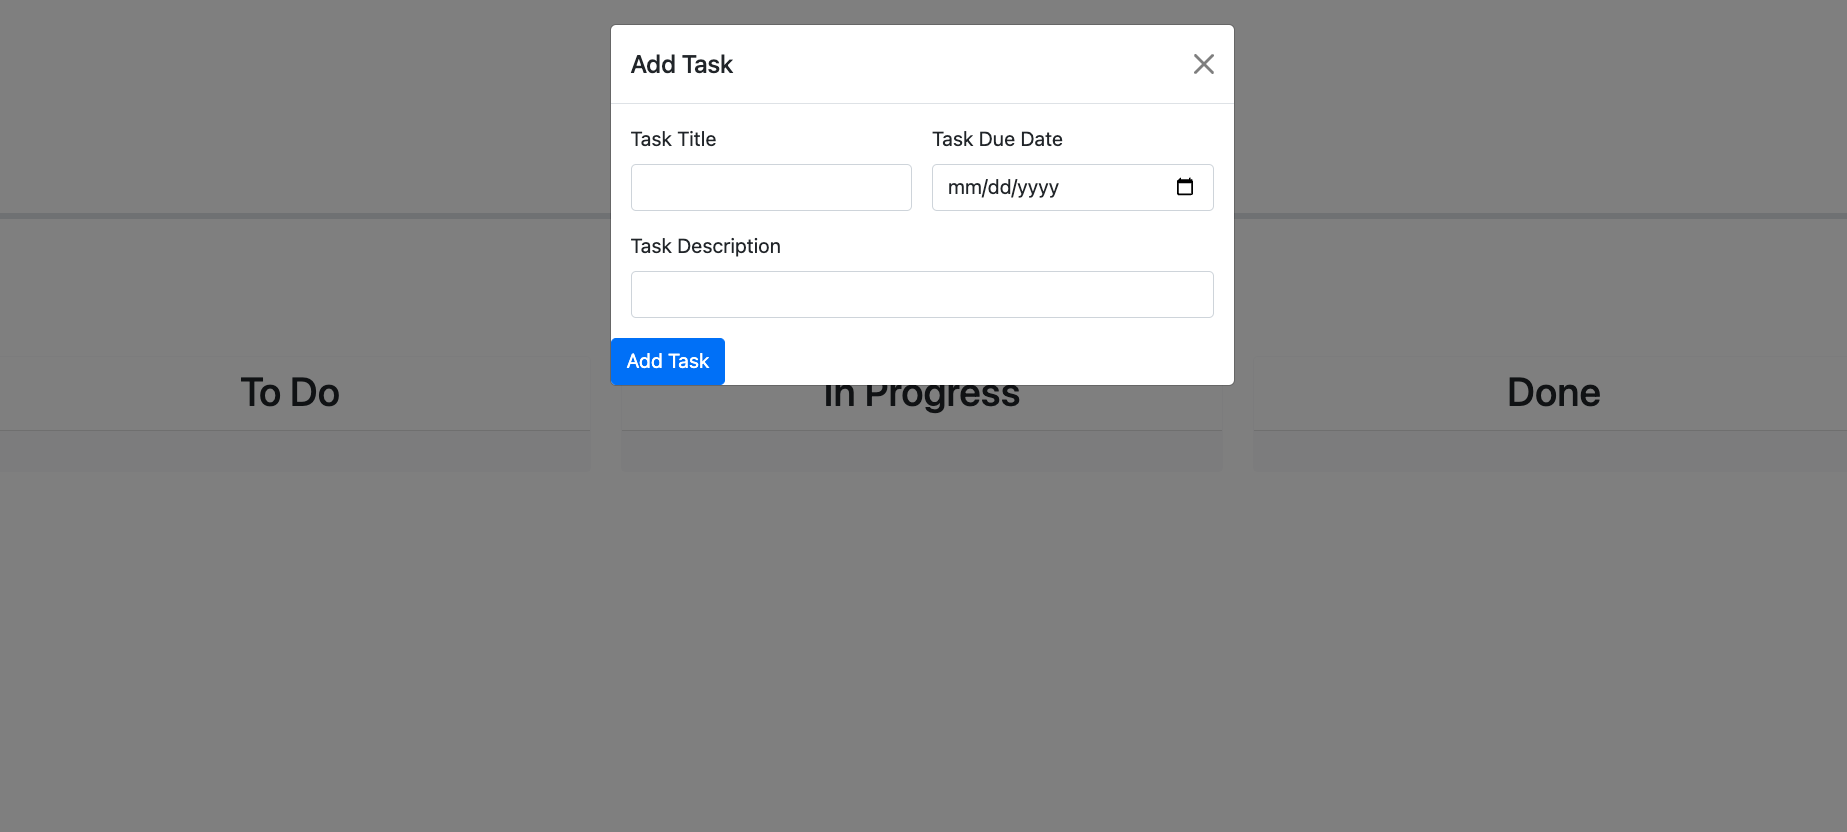 Add Task
Task Title
Task Due Date
mm/dd/yyyy
Task Description
Add Task
To Do
In Progress
Done